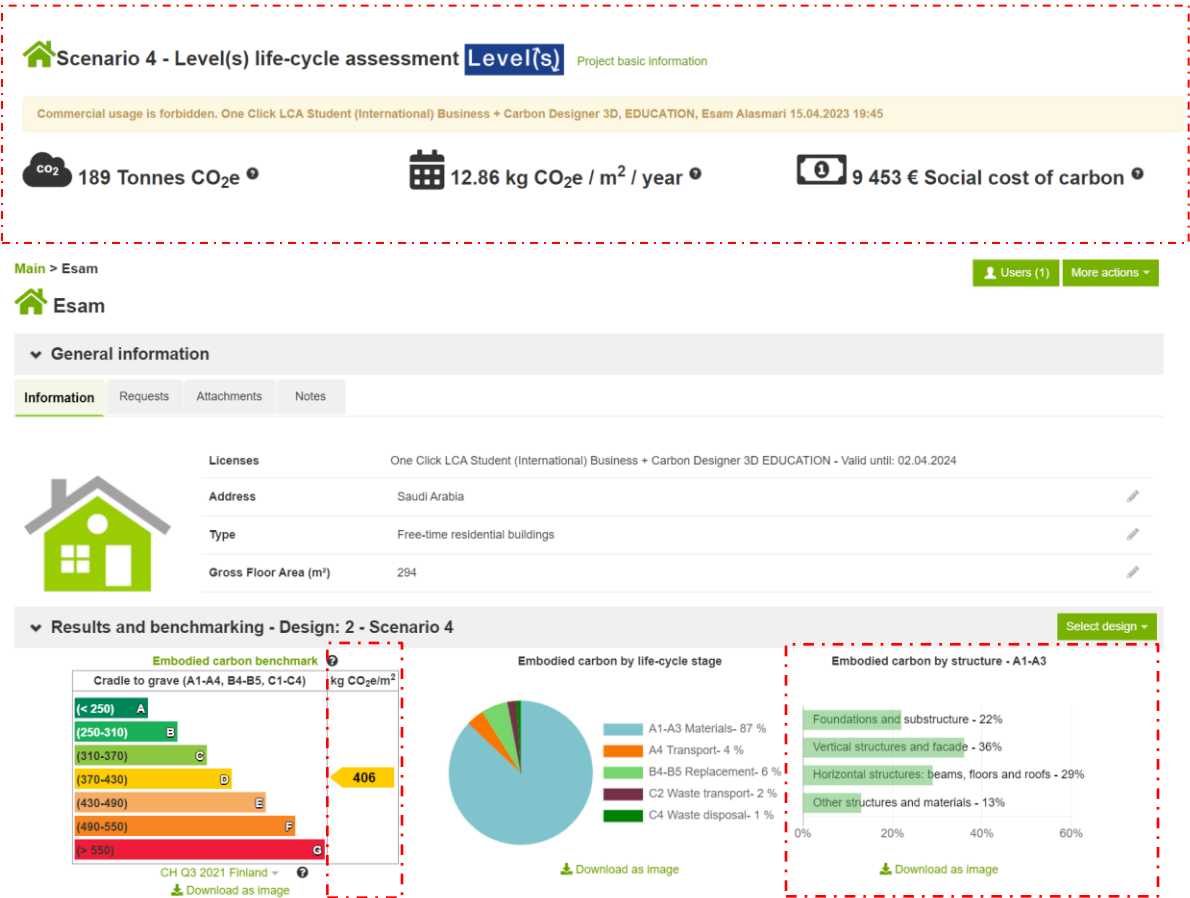 Scenario 4 - Level(s) life-cycle assessment Level(s) Project basic information
Commercial usage is forbidden. One Click LCA Student (International) Business + Carbon Designer 3D, EDUCATION, Esam Alasmari 15.04.2023 19:45
CO₂ 189 Tonnes CO₂e ?
12.86 kg CO₂e / m² / year ?
1 9 453 € Social cost of carbon ?
Main > Esam
Users (1) More actions
Esam
General information
Information Requests Attachments Notes
Licenses One Click LCA Student (International) Business + Carbon Designer 3D EDUCATION - Valid until: 02.04.2024
Address Saudi Arabia
Type Free-time residential buildings
Gross Floor Area (m²) 294
Results and benchmarking - Design: 2 - Scenario 4
Select design
Embodied carbon benchmark ?
Cradle to grave (A1-A4, B4-B5, C1-C4) kg CO₂e/m²
(< 250) A
(250-310) B
(310-370) C
(370-430) D 406
(430-490) E
(490-550) F
(> 550) G
CH Q3 2021 Finland ?
Download as image
Embodied carbon by life-cycle stage
A1-A3 Materials- 87 %
A4 Transport- 4 %
B4-B5 Replacement- 6 %
C2 Waste transport- 2 %
C4 Waste disposal- 1 %
Download as image
Embodied carbon by structure - A1-A3
Foundations and substructure - 22%
Vertical structures and facade - 36%
Horizontal structures: beams, floors and roofs - 29%
Other structures and materials - 13%
0% 20% 40% 60%
Download as image